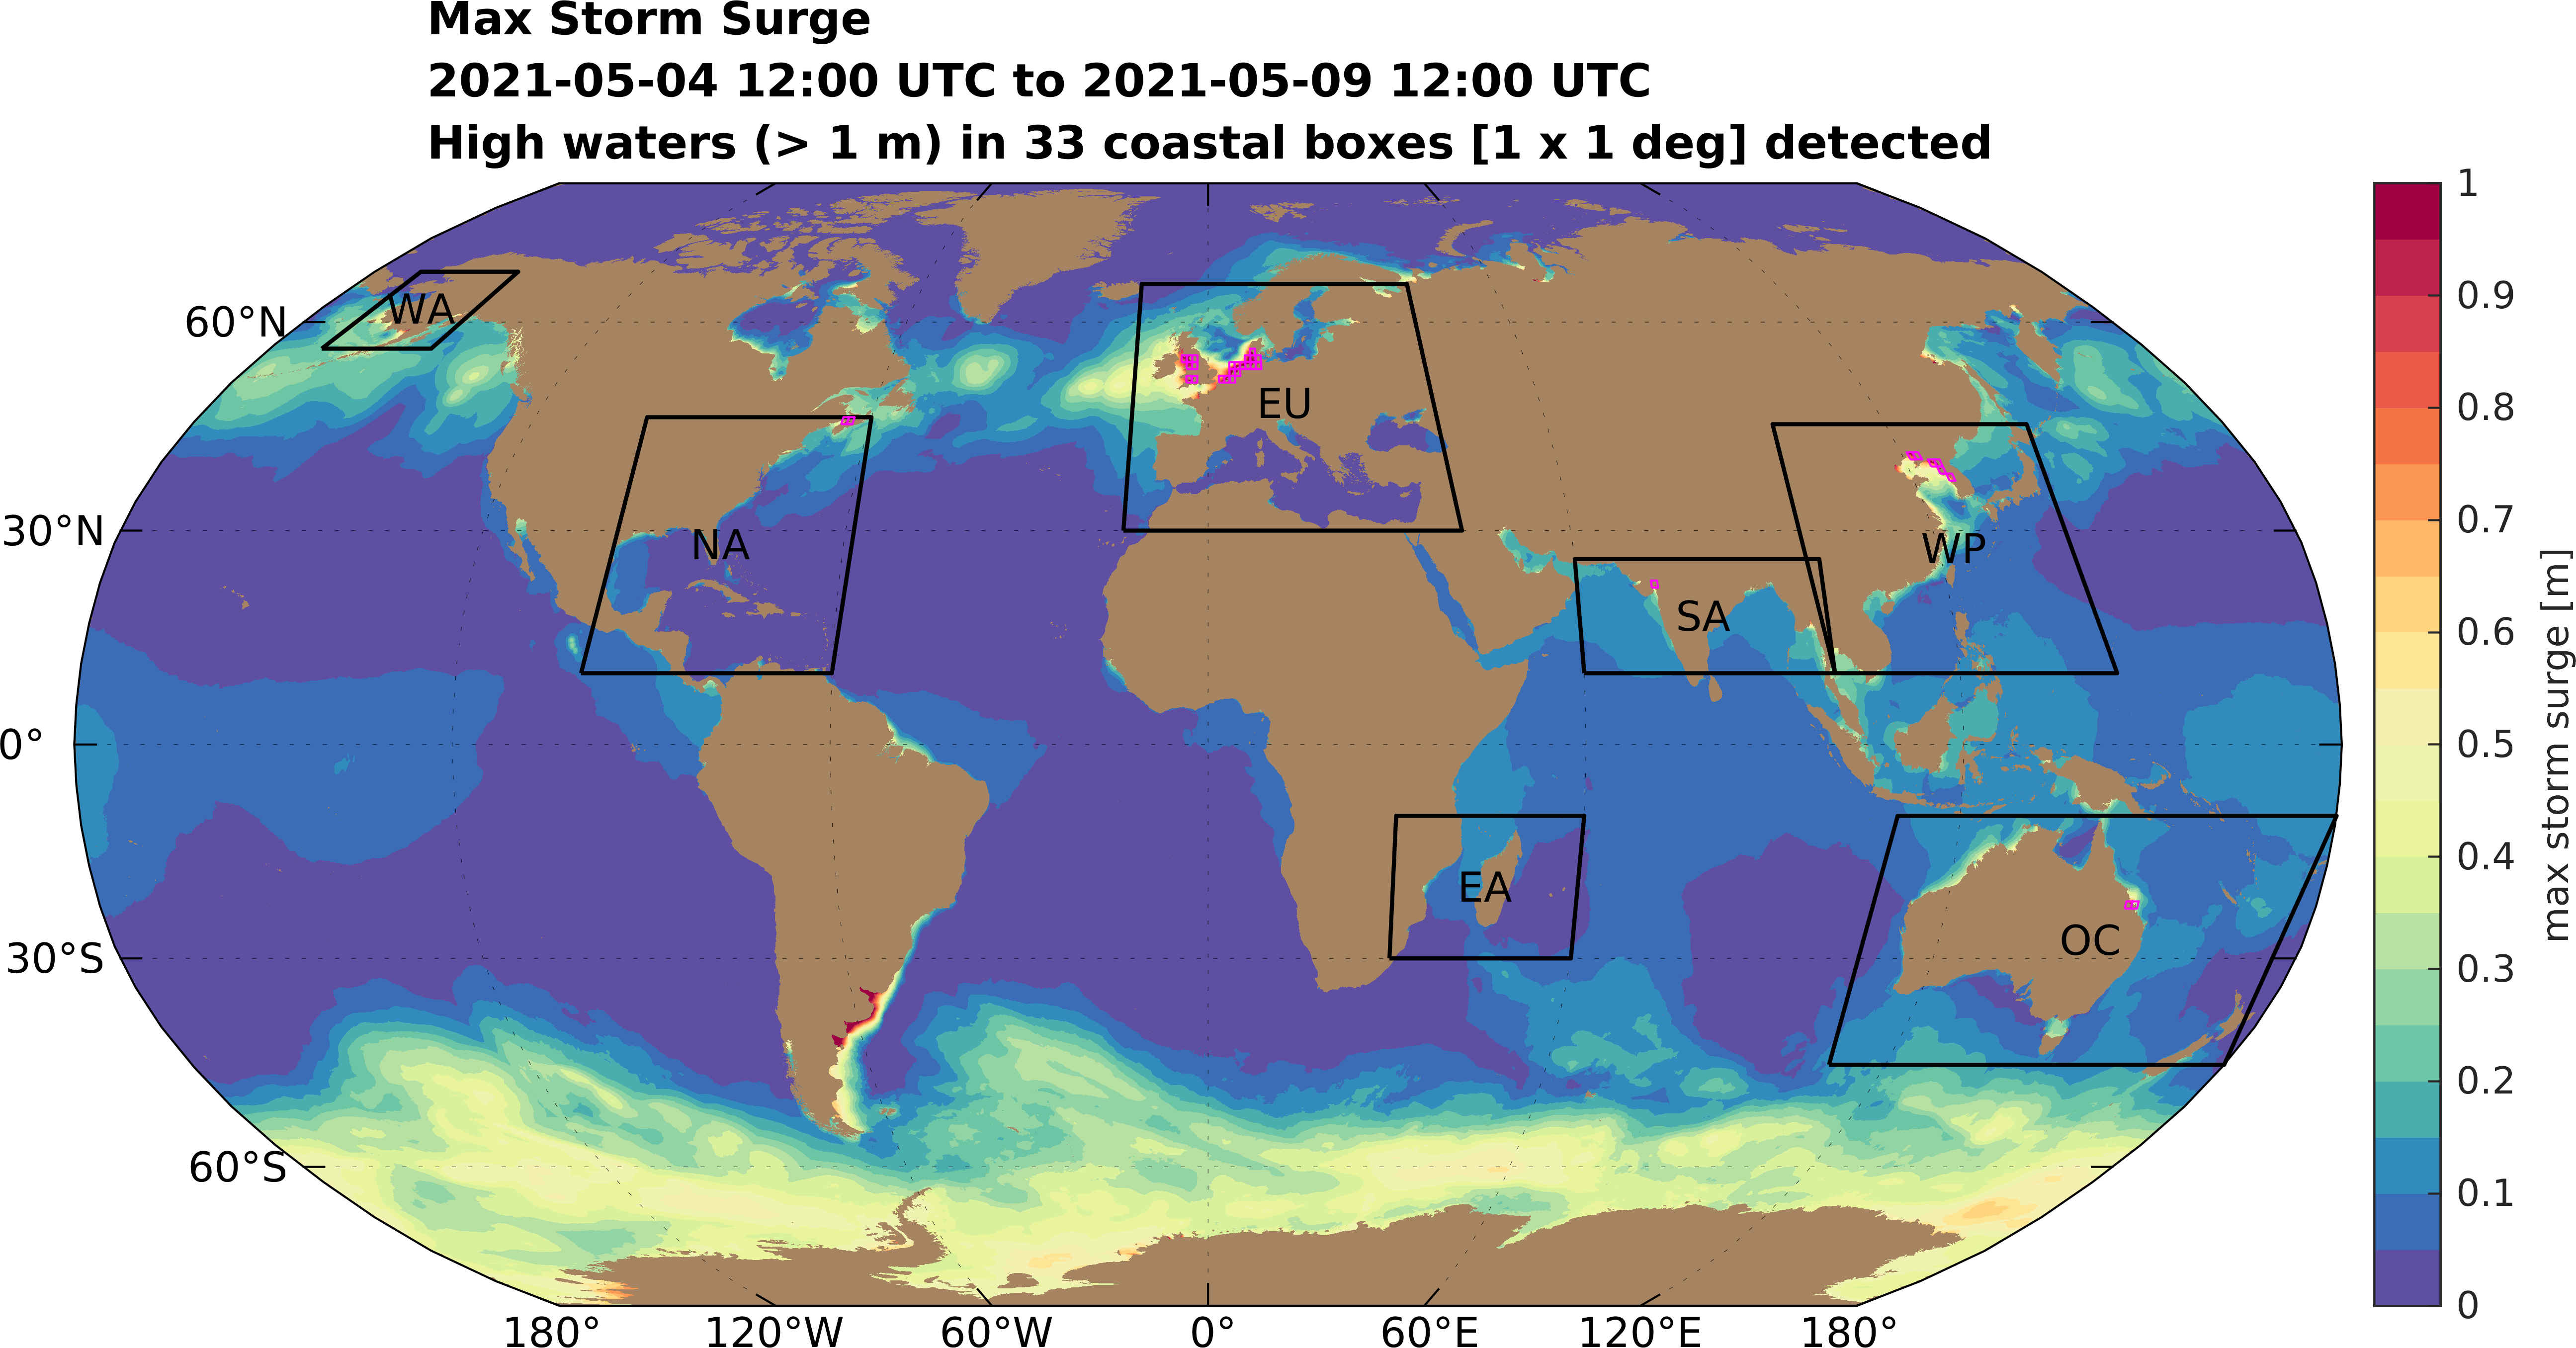 Max Storm Surge
2021-05-04 12:00 UTC to 2021-05-09 12:00 UTC
High waters (> 1 m) in 33 coastal boxes [1 x 1 deg] detected
60°N
30°N
0°
30°S
60°S
WA
NA
EU
SA
WP
EA
OC
180°
120°W
60°W
0°
60°E
120°E
180°
1
0.9
0.8
0.7
0.6
0.5
0.4
0.3
0.2
0.1
0
max storm surge [m]